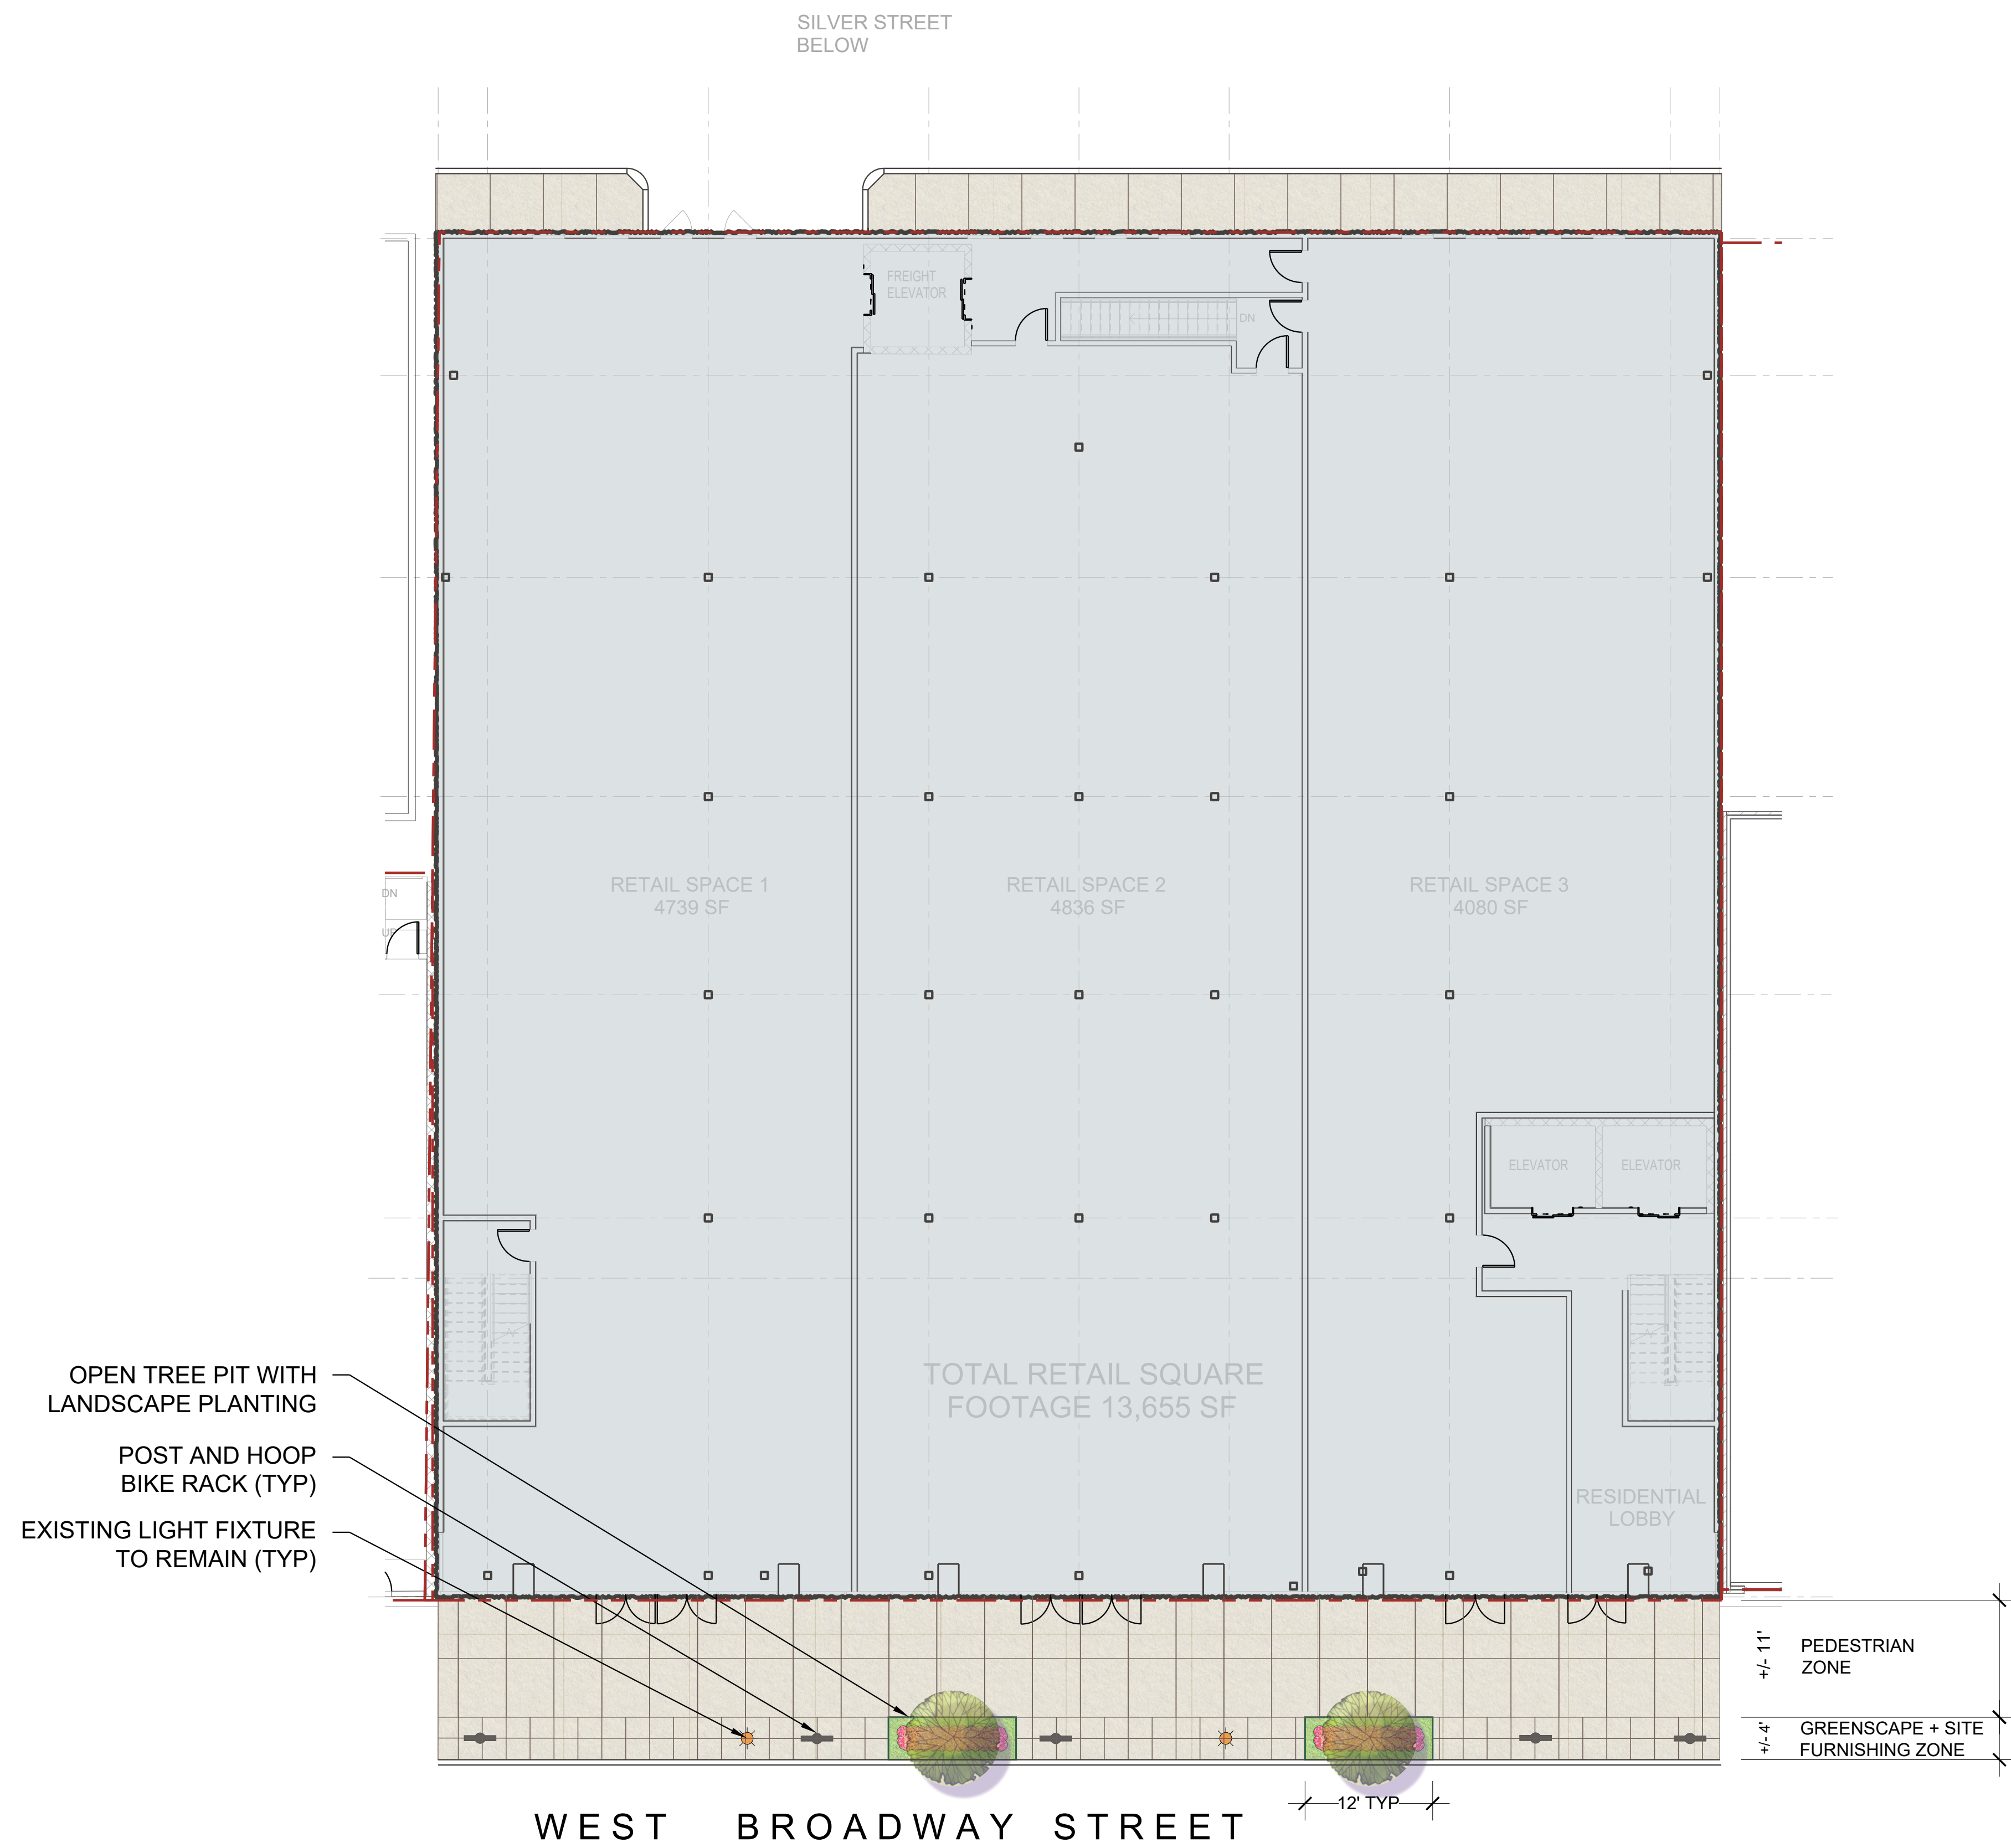 SILVER STREET
BELOW
FREIGHT
ELEVATOR
DN
RETAIL SPACE 1
4739 SF
RETAIL SPACE 2
4836 SF
RETAIL SPACE 3
4080 SF
DN
UP
ELEVATOR
ELEVATOR
TOTAL RETAIL SQUARE
FOOTAGE 13,655 SF
OPEN TREE PIT WITH
LANDSCAPE PLANTING
POST AND HOOP
BIKE RACK (TYP)
EXISTING LIGHT FIXTURE
TO REMAIN (TYP)
RESIDENTIAL
LOBBY
+/- 11'
PEDESTRIAN
ZONE
+/- 4'
GREENSCAPE + SITE
FURNISHING ZONE
12' TYP
WEST BROADWAY STREET